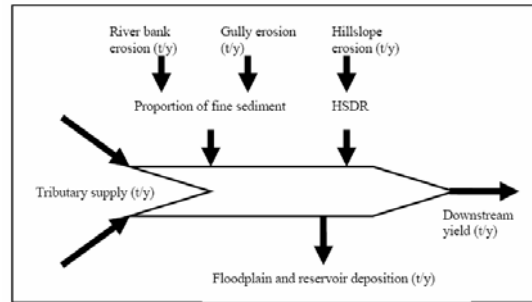 River bank
erosion (t/y)
Gully erosion
(t/y)
Hillslope
erosion (t/y)
Proportion of fine sediment
HSDR
Tributary supply (t/y)
Downstream
yield (t/y)
Floodplain and reservoir deposition (t/y)